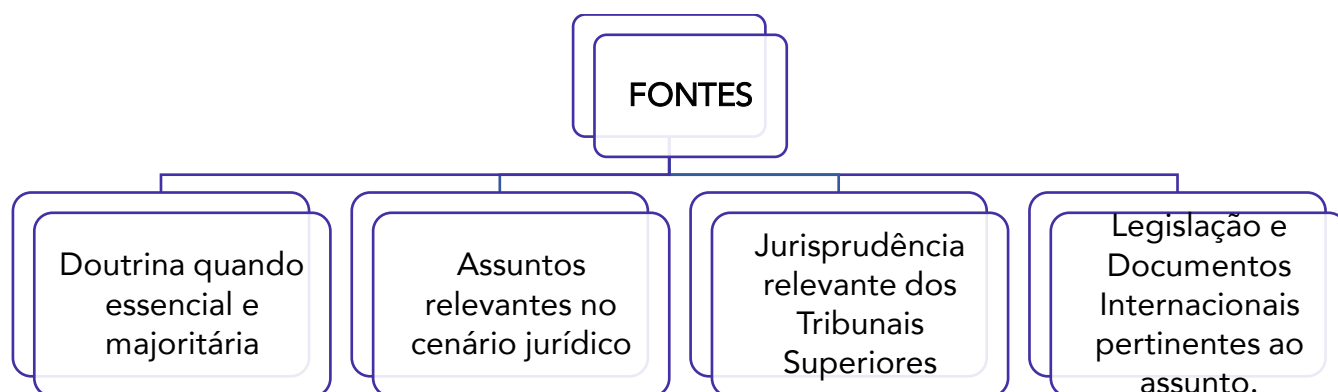 FONTES
Doutrina quando
essencial e
majoritária
Assuntos
relevantes no
cenário jurídico
Jurisprudência
relevante dos
Tribunais
Superiores
Legislação e
Documentos
Internacionais
pertinentes ao
assunto.